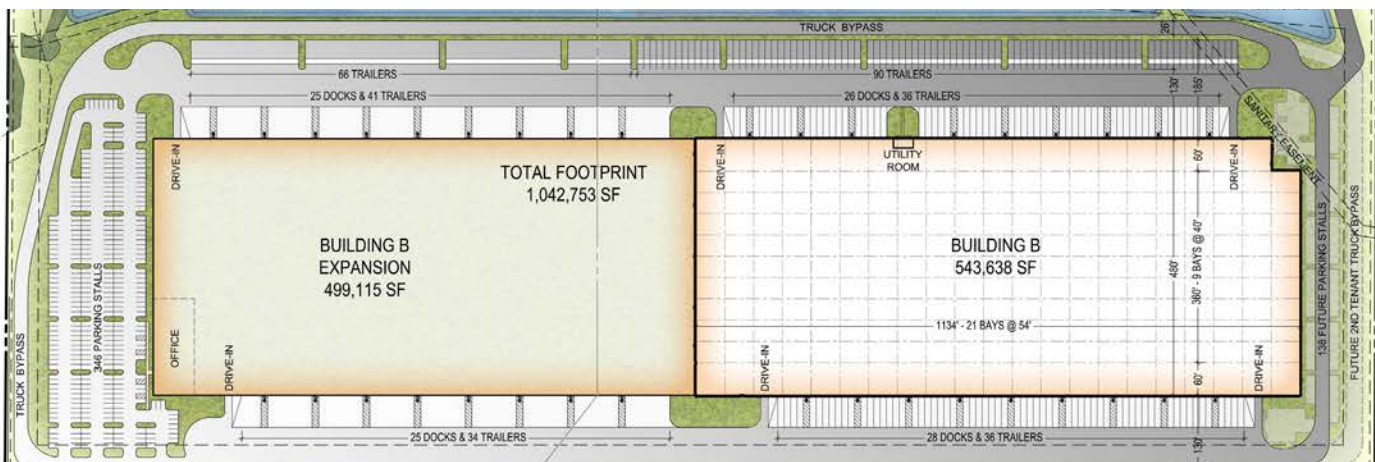 TRUCK BYPASS
26'
66 TRAILERS
90 TRAILERS
130'
185'
25 DOCKS & 41 TRAILERS
26 DOCKS & 36 TRAILERS
SANITARY EASEMENT
DRIVE-IN
TOTAL FOOTPRINT
1,042,753 SF
DRIVE-IN
UTILITY
ROOM
60'
DRIVE-IN
BUILDING B
EXPANSION
499,115 SF
BUILDING B
543,638 SF
480'
360' - 9 BAYS @ 40'
138 FUTURE PARKING STALLS
FUTURE 2ND TENANT TRUCK BYPASS
346 PARKING STALLS
TRUCK BYPASS
OFFICE
DRIVE-IN
1134' - 21 BAYS @ 54'
DRIVE-IN
60'
DRIVE-IN
25 DOCKS & 34 TRAILERS
28 DOCKS & 36 TRAILERS
130'